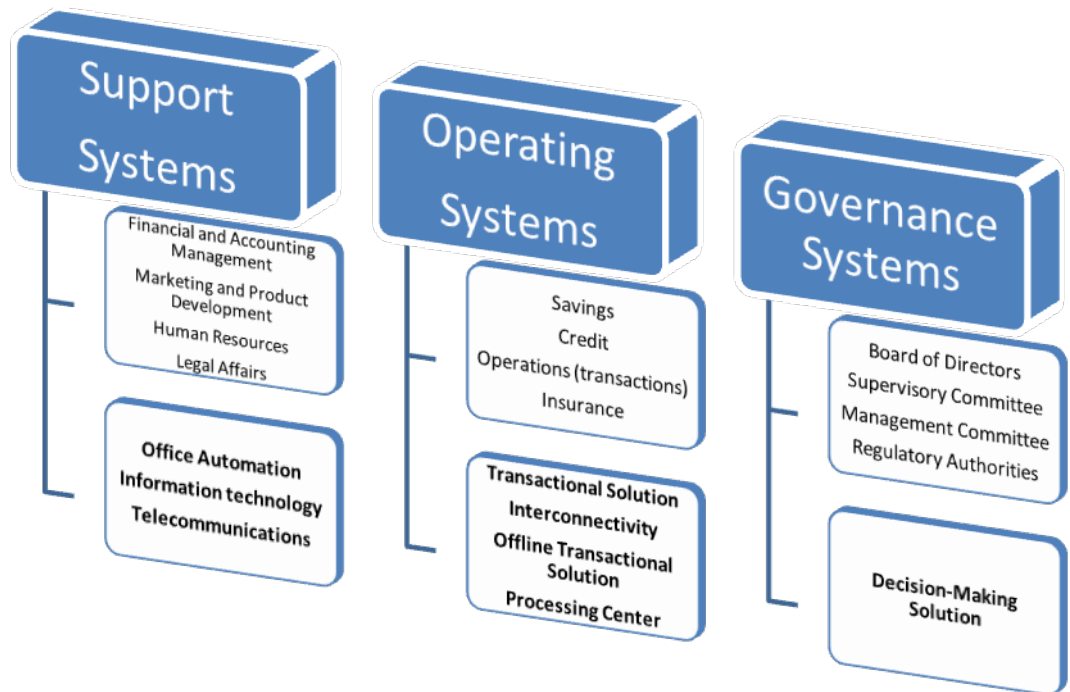 Support
Systems
Financial and Accounting
Management
Marketing and Product
Development
Human Resources
Legal Affairs
Office Automation
Information technology
Telecommunications
Operating
Systems
Savings
Credit
Operations (transactions)
Insurance
Transactional Solution
Interconnectivity
Offline Transactional
Solution
Processing Center
Governance
Systems
Board of Directors
Supervisory Committee
Management Committee
Regulatory Authorities
Decision-Making
Solution